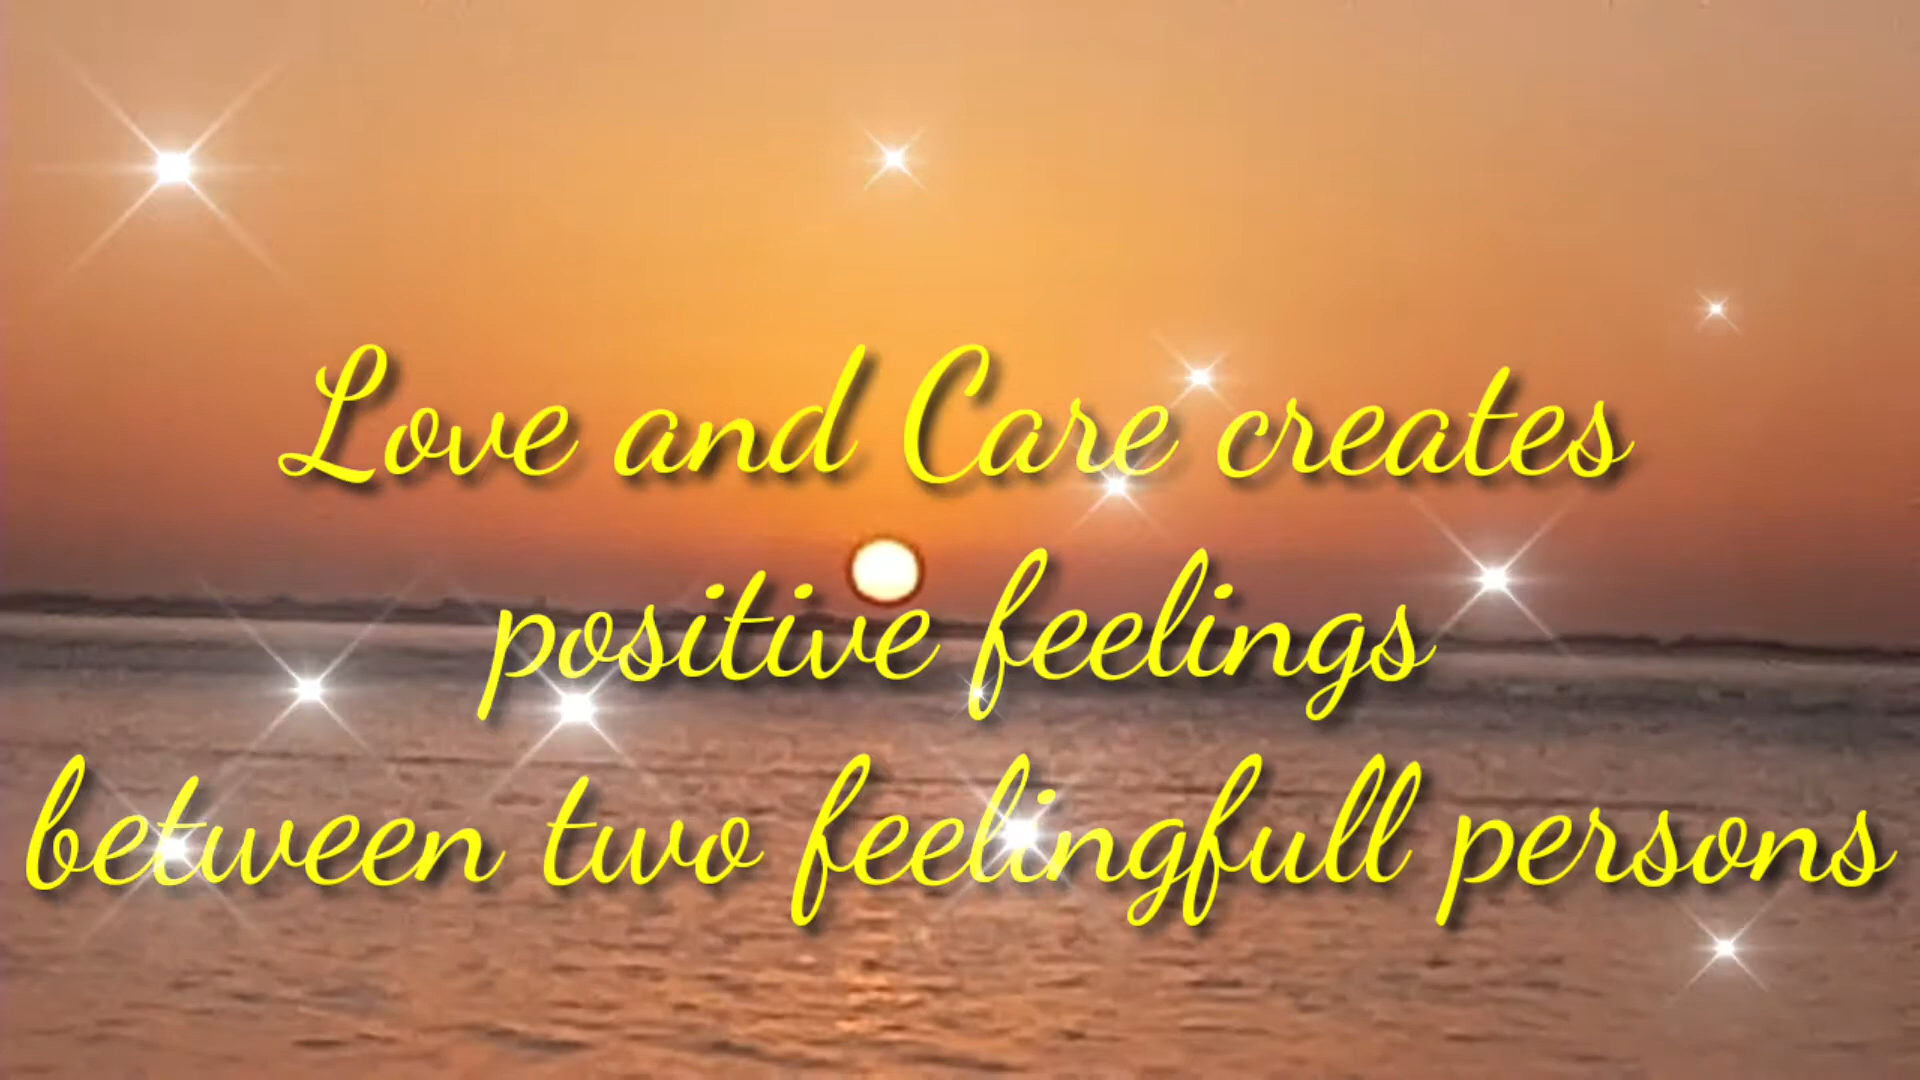 Love and Care creates
positive feelings
between two feelingfull persons